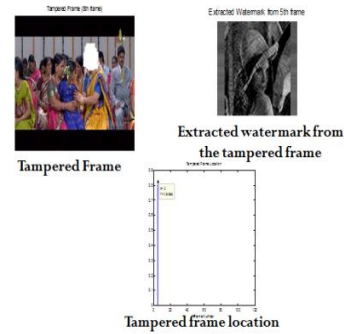 Tampered Frame (5th frame)
Extracted Watermark from 5th frame
Tampered Frame
Extracted watermark from
the tampered frame
Tampered Frame Location
Tampered frame location